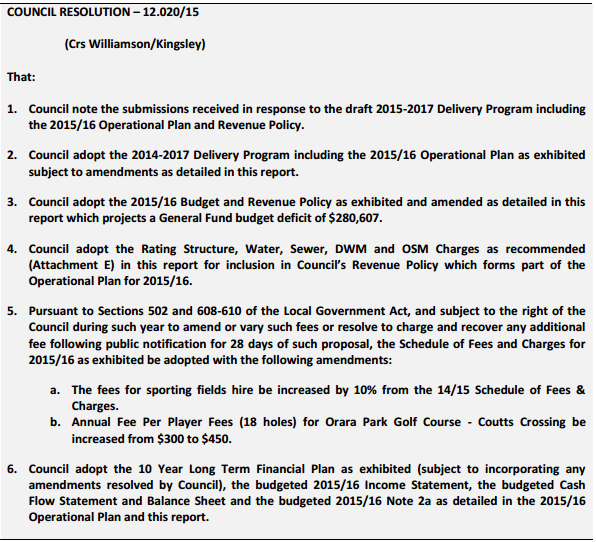 COUNCIL RESOLUTION – 12.020/15
(Crs Williamson/Kingsley)
That:
1. Council note the submissions received in response to the draft 2015-2017 Delivery Program including
the 2015/16 Operational Plan and Revenue Policy.
2. Council adopt the 2014-2017 Delivery Program including the 2015/16 Operational Plan as exhibited
subject to amendments as detailed in this report.
3. Council adopt the 2015/16 Budget and Revenue Policy as exhibited and amended as detailed in this
report which projects a General Fund budget deficit of $280,607.
4. Council adopt the Rating Structure, Water, Sewer, DWM and OSM Charges as recommended
(Attachment E) in this report for inclusion in Council's Revenue Policy which forms part of the
Operational Plan for 2015/16.
5. Pursuant to Sections 502 and 608-610 of the Local Government Act, and subject to the right of the
Council during such year to amend or vary such fees or resolve to charge and recover any additional
fee following public notification for 28 days of such proposal, the Schedule of Fees and Charges for
2015/16 as exhibited be adopted with the following amendments:
a. The fees for sporting fields hire be increased by 10% from the 14/15 Schedule of Fees &
Charges.
b. Annual Fee Per Player Fees (18 holes) for Orara Park Golf Course - Coutts Crossing be
increased from $300 to $450.
6. Council adopt the 10 Year Long Term Financial Plan as exhibited (subject to incorporating any
amendments resolved by Council), the budgeted 2015/16 Income Statement, the budgeted Cash
Flow Statement and Balance Sheet and the budgeted 2015/16 Note 2a as detailed in the 2015/16
Operational Plan and this report.